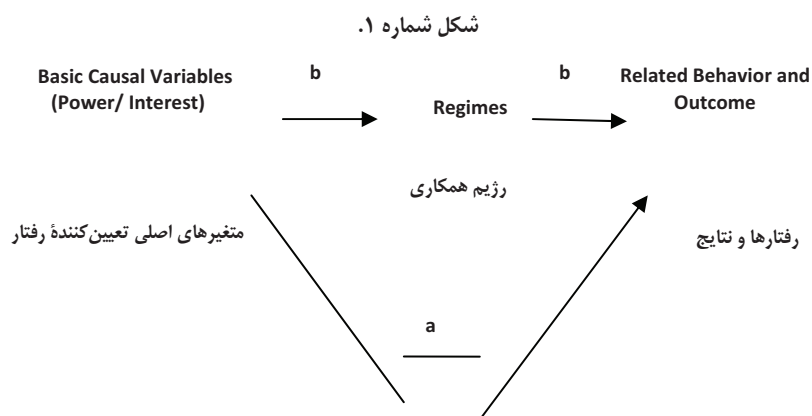 شکل شماره ۱.
Basic Causal Variables
(Power/ Interest)
b
Regimes
b
Related Behavior and
Outcome
رژیم همکاری
متغیرهای اصلی تعیین‌کنندهٔ رفتار
رفتارها و نتایج
a